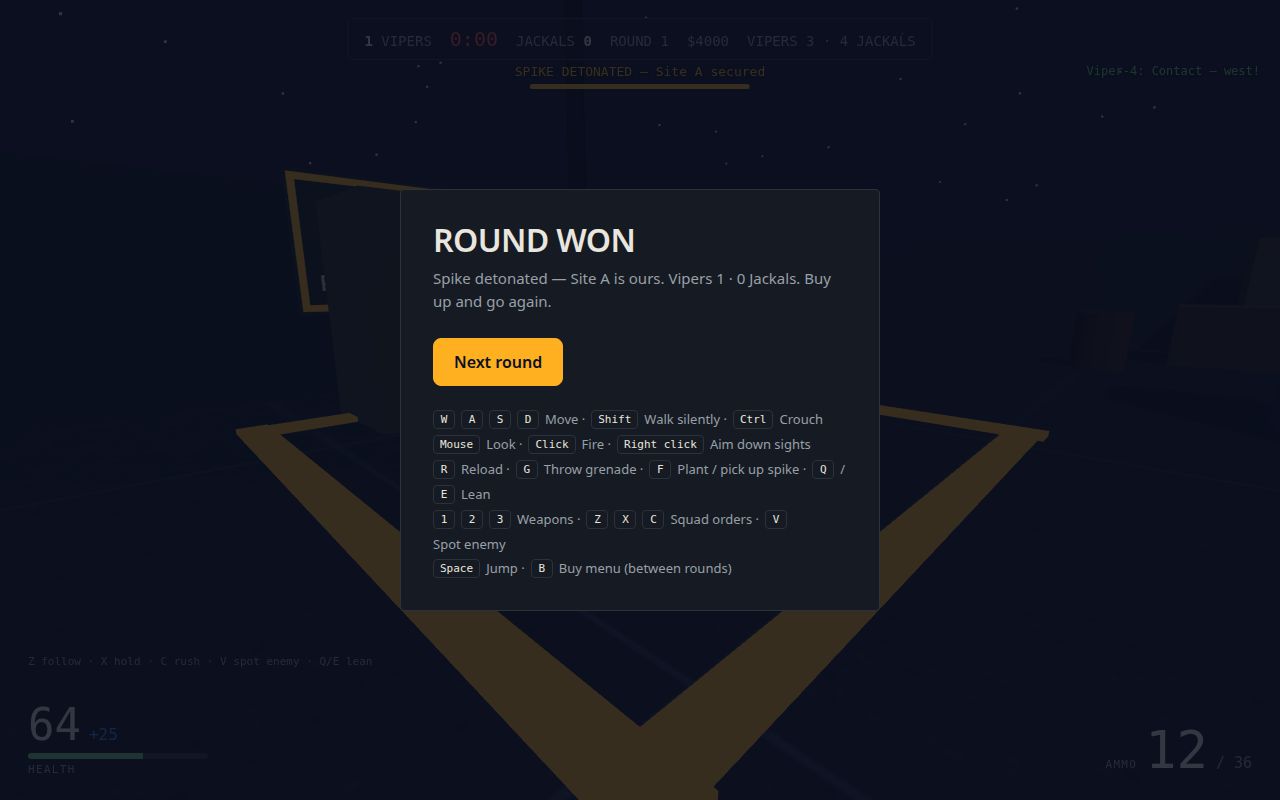 1 VIPERS 0:00 JACKALS 0 ROUND 1 $4000 VIPERS 3 · 4 JACKALS
SPIKE DETONATED — Site A secured
Viper-4: Contact — west!
ROUND WON
Spike detonated — Site A is ours. Vipers 1 · 0 Jackals. Buy
up and go again.
Next round
W A S D Move · Shift Walk silently · Ctrl Crouch
Mouse Look · Click Fire · Right click Aim down sights
R Reload · G Throw grenade · F Plant / pick up spike · Q /
E Lean
1 2 3 Weapons · Z X C Squad orders · V
Spot enemy
Space Jump · B Buy menu (between rounds)
Z follow · X hold · C rush · V spot enemy · Q/E lean
64 +25
HEALTH
AMMO 12 / 36